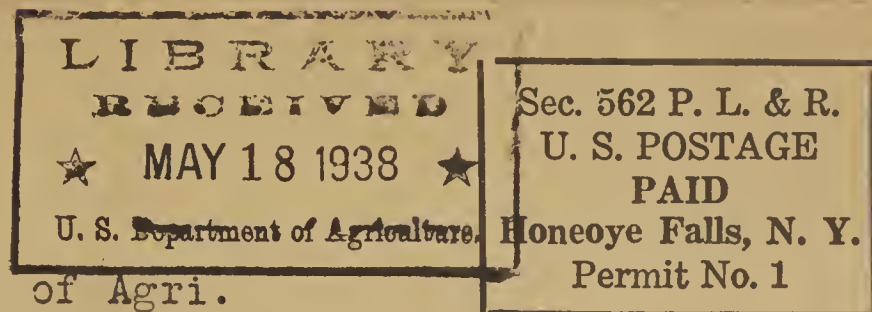 LIBRARY
RECEIVED
☆ MAY 18 1938 ★
U. S. Department of Agriculture.
of Agri.
Sec. 562 P. L. & R.
U. S. POSTAGE
PAID
Honeoye Falls, N. Y.
Permit No. 1